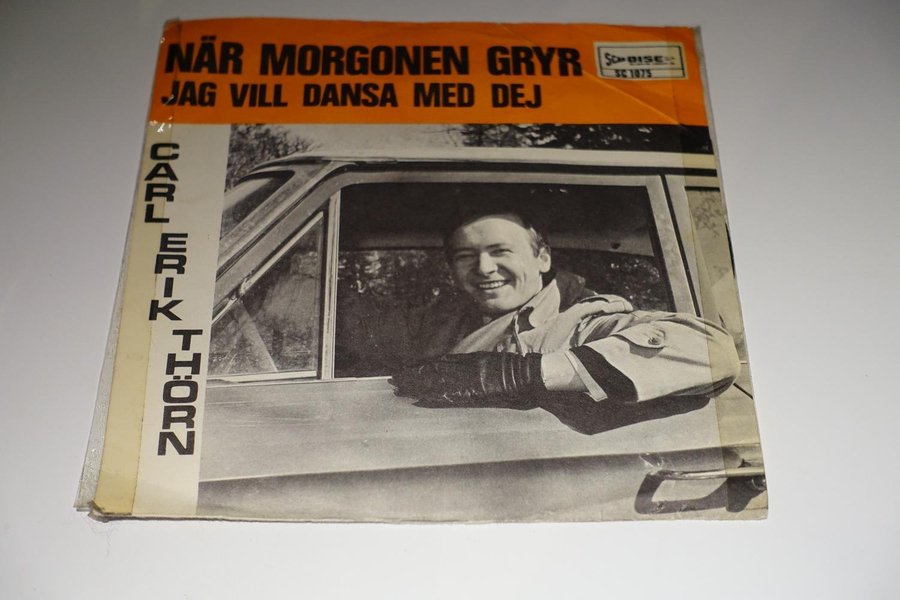 NÄR MORGONEN GRYR
JAG VILL DANSA MED DEJ
SC 1075
CARL ERIK THÖRN